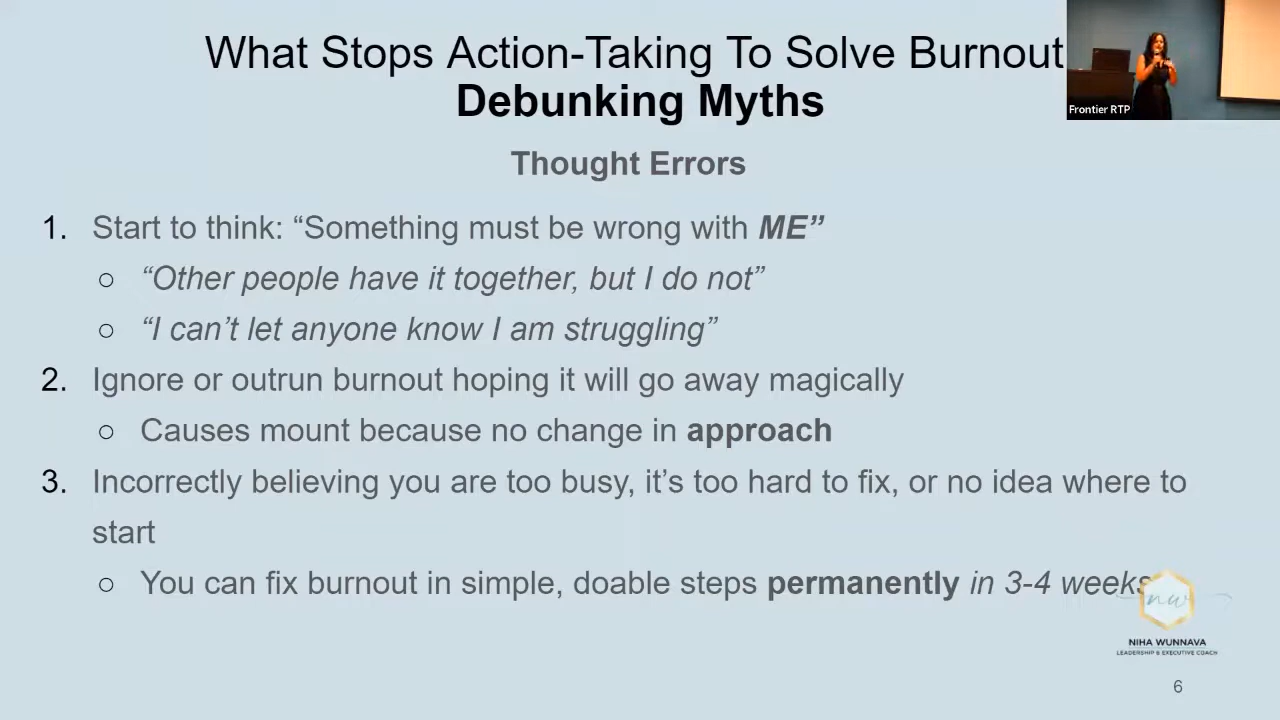 What Stops Action-Taking To Solve Burnout
Debunking Myths
Frontier RTP
Thought Errors
1. Start to think: “Something must be wrong with ME”
○ “Other people have it together, but I do not”
○ “I can’t let anyone know I am struggling”
2. Ignore or outrun burnout hoping it will go away magically
○ Causes mount because no change in approach
3. Incorrectly believing you are too busy, it’s too hard to fix, or no idea where to
start
○ You can fix burnout in simple, doable steps permanently in 3-4 weeks
nw
NIHA WUNNAVA
LEADERSHIP & EXECUTIVE COACH
6